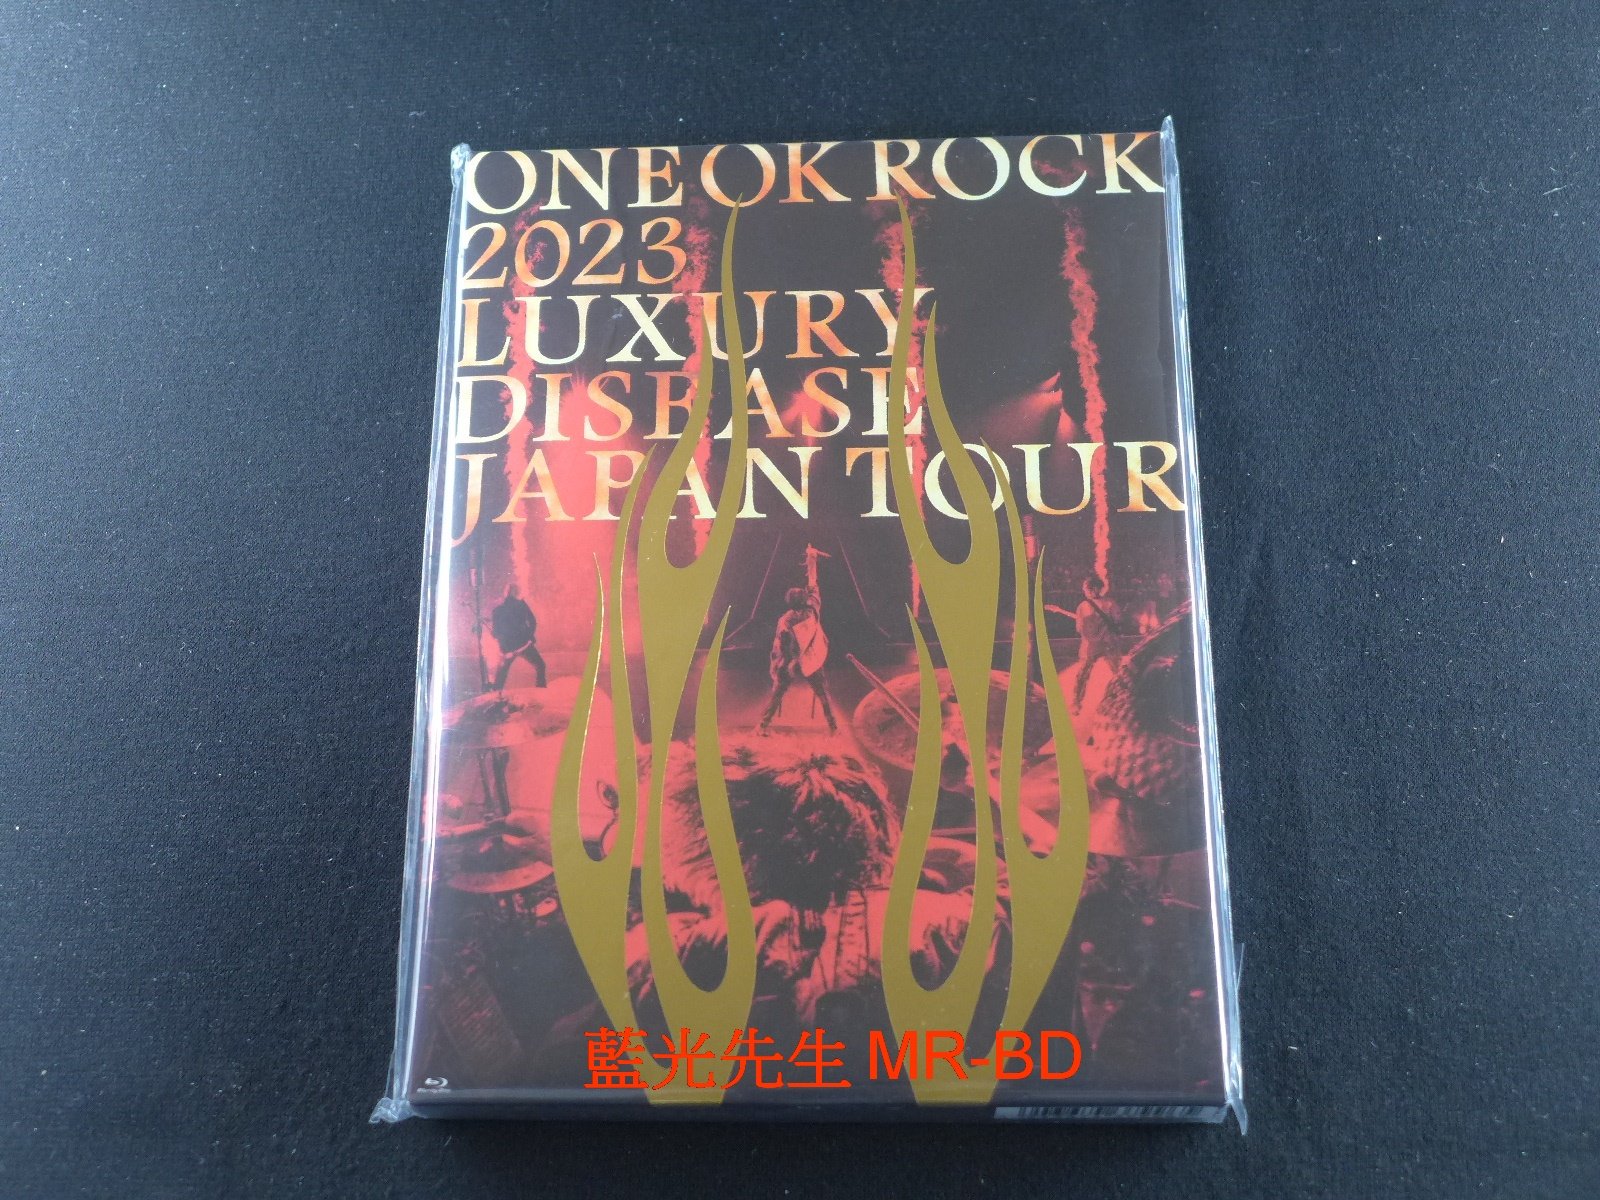 ONE OK ROCK
2023
LUXURY
DISEASE
JAPAN TOUR
藍光先生 MR-BD